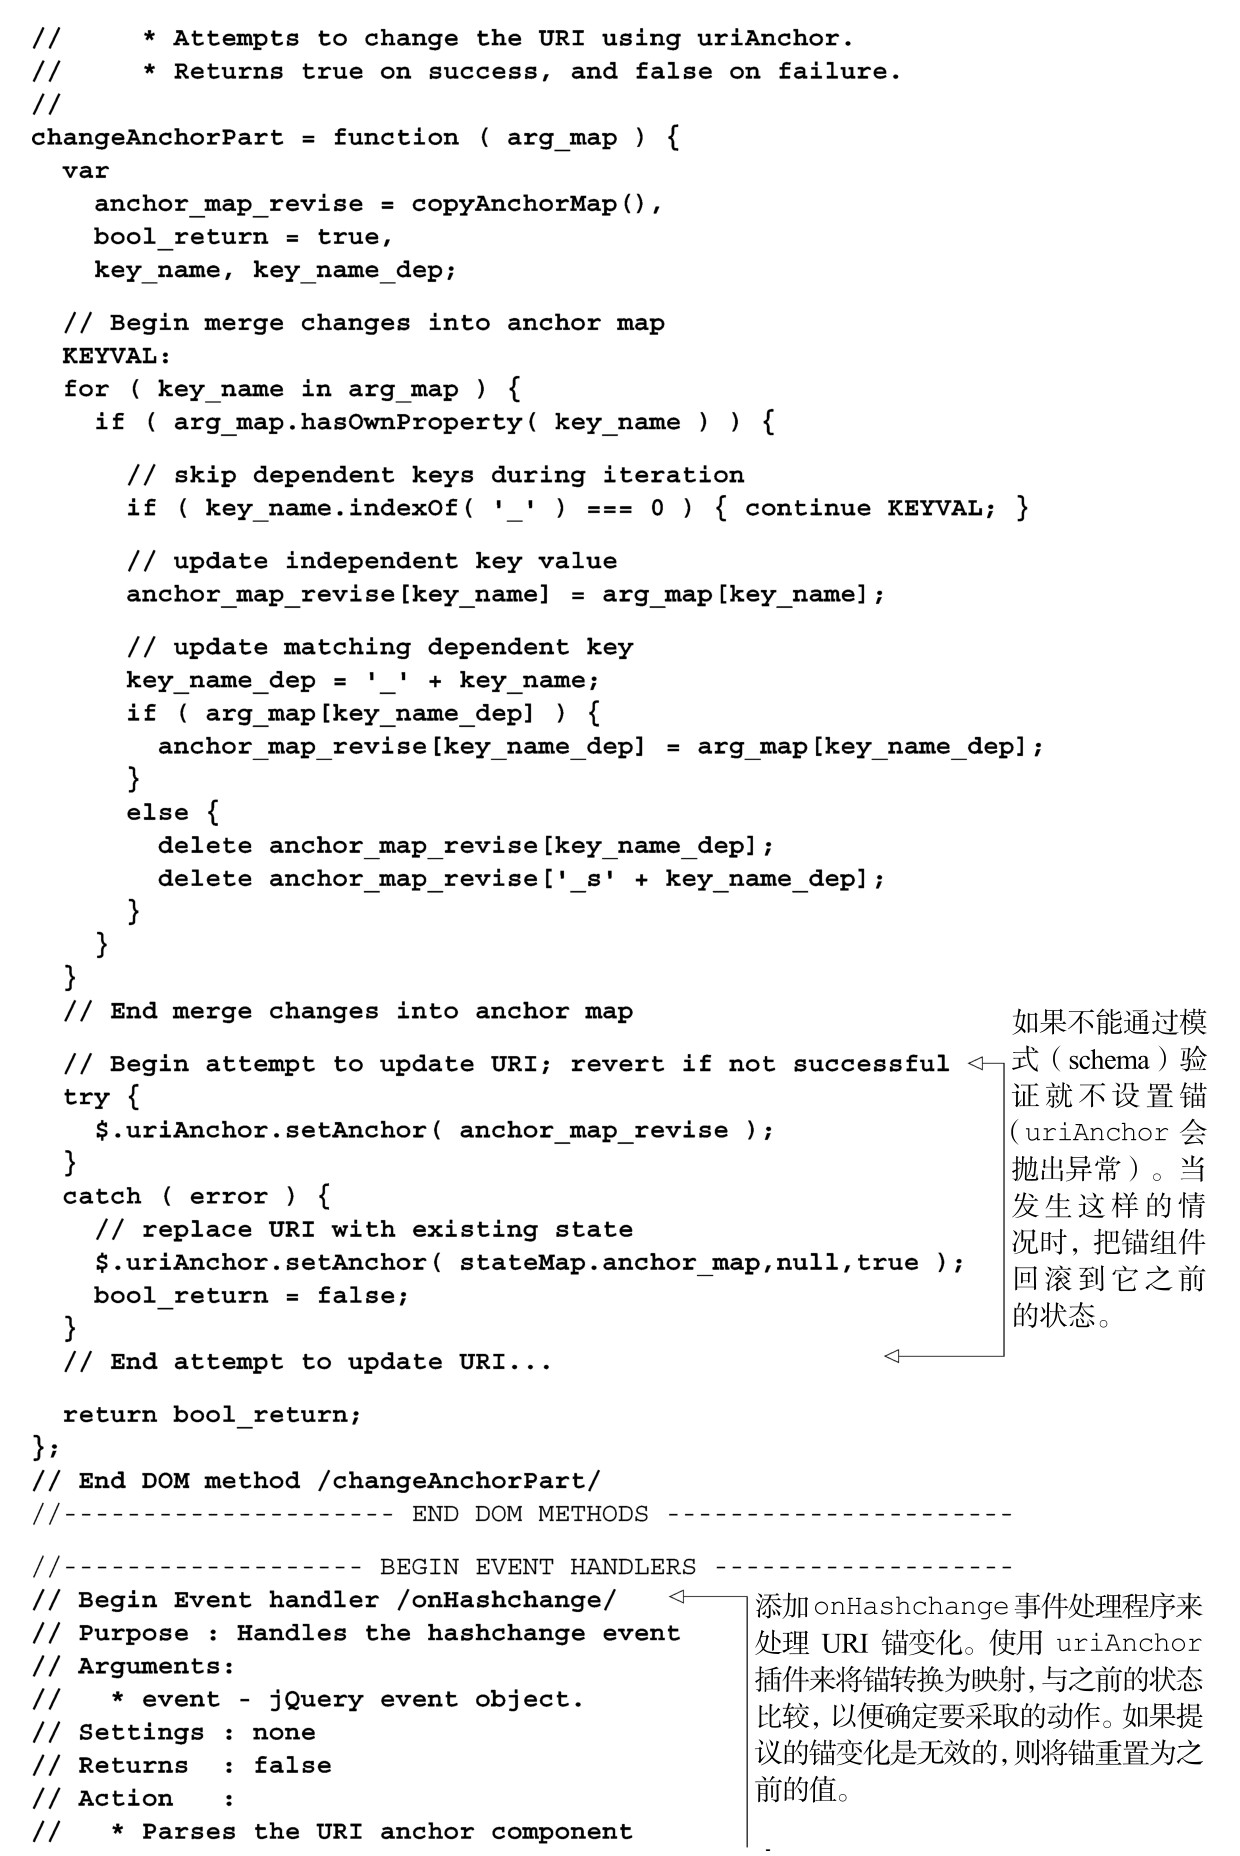 //     * Attempts to change the URI using uriAnchor.
//     * Returns true on success, and false on failure.
//
changeAnchorPart = function ( arg_map ) {
  var
    anchor_map_revise = copyAnchorMap(),
    bool_return = true,
    key_name, key_name_dep;
  // Begin merge changes into anchor map
  KEYVAL:
  for ( key_name in arg_map ) {
    if ( arg_map.hasOwnProperty( key_name ) ) {
      // skip dependent keys during iteration
      if ( key_name.indexOf( '_' ) === 0 ) { continue KEYVAL; }
      // update independent key value
      anchor_map_revise[key_name] = arg_map[key_name];
      // update matching dependent key
      key_name_dep = '_' + key_name;
      if ( arg_map[key_name_dep] ) {
        anchor_map_revise[key_name_dep] = arg_map[key_name_dep];
      }
      else {
        delete anchor_map_revise[key_name_dep];
        delete anchor_map_revise['_s' + key_name_dep];
      }
    }
  }
  // End merge changes into anchor map
  // Begin attempt to update URI; revert if not successful
  try {
    $.uriAnchor.setAnchor( anchor_map_revise );
  }
  catch ( error ) {
    // replace URI with existing state
    $.uriAnchor.setAnchor( stateMap.anchor_map,null,true );
    bool_return = false;
  }
  // End attempt to update URI...
如果不能通过模
式（schema）验
证就不设置锚
（uriAnchor 会
抛出异常）。当
发生这样的情
况时，把锚组件
回滚到它之前
的状态。
  return bool_return;
};
// End DOM method /changeAnchorPart/
//--------------------- END DOM METHODS ----------------------
//------------------- BEGIN EVENT HANDLERS -------------------
// Begin Event handler /onHashchange/
// Purpose : Handles the hashchange event
// Arguments:
//   * event - jQuery event object.
// Settings : none
// Returns  : false
// Action   :
//   * Parses the URI anchor component
添加onHashchange事件处理程序来
处理 URI 锚变化。使用 uriAnchor
插件来将锚转换为映射，与之前的状态
比较，以便确定要采取的动作。如果提
议的锚变化是无效的，则将锚重置为之
前的值。